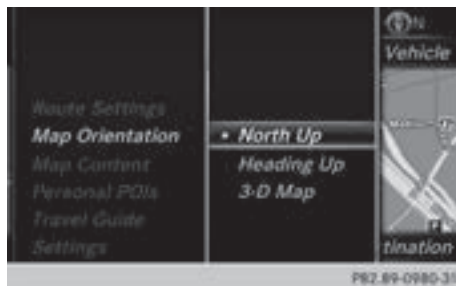 N
Vehicle
Route Settings
Map Orientation
• North Up
Map Content
Heading Up
Personal POIs
3-D Map
Travel Guide
Settings
tination
P82.89-0980-31